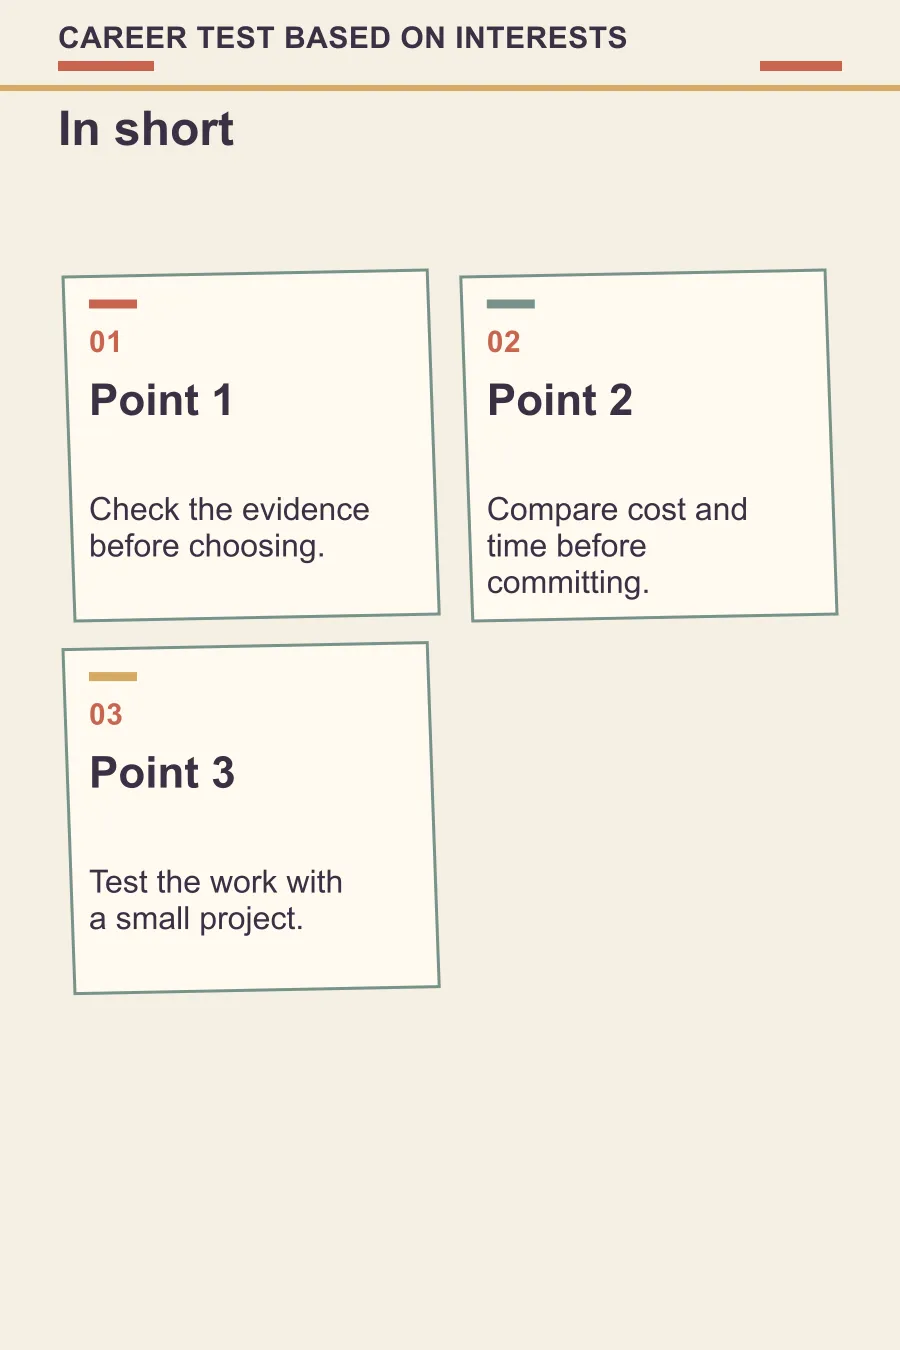 CAREER TEST BASED ON INTERESTS
In short
01
Point 1
Check the evidence
before choosing.
02
Point 2
Compare cost and
time before
committing.
03
Point 3
Test the work with
a small project.